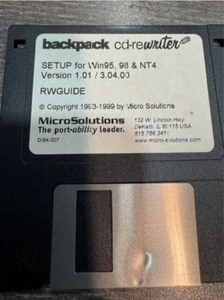 backpack cd-rewriter
SETUP for Win95, 98 & NT4
Version 1.01 / 3.04.00
RWGUIDE
© Copyright 1993-1999 by Micro Solutions
MicroSolutions
The port-ability leader.
132 W. Lincoln Hwy.
DeKalb, IL 60115 USA
815 756 3411
www.micro-solutions.com
DISK-007